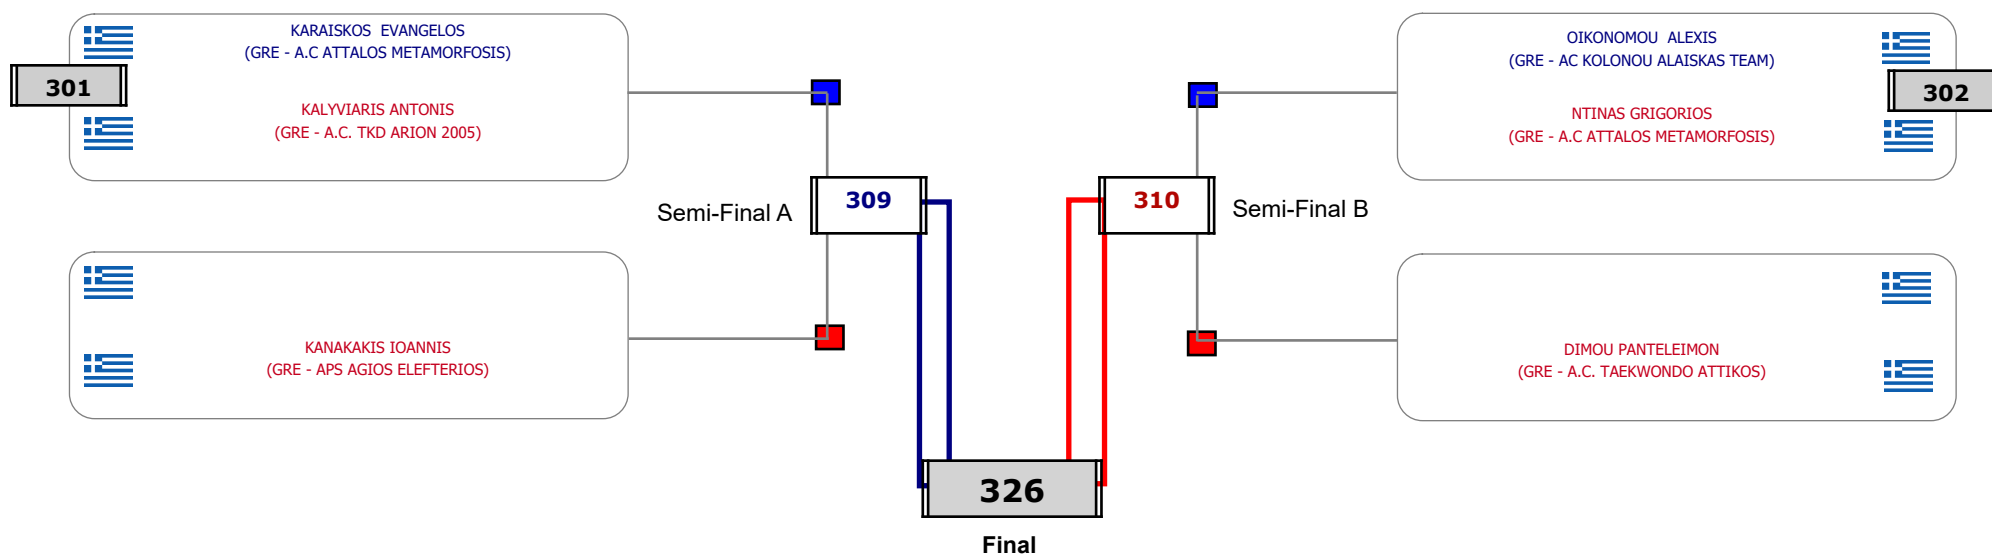 KARAISKOS  EVANGELOS
(GRE - A.C ATTALOS METAMORFOSIS)
301
KALYVIARIS ANTONIS
(GRE - A.C. TKD ARION 2005)
OIKONOMOU  ALEXIS
(GRE - AC KOLONOU ALAISKAS TEAM)
302
NTINAS GRIGORIOS
(GRE - A.C ATTALOS METAMORFOSIS)
Semi-Final A
309
310
Semi-Final B
KANAKAKIS IOANNIS
(GRE - APS AGIOS ELEFTERIOS)
DIMOU PANTELEIMON
(GRE - A.C. TAEKWONDO ATTIKOS)
326
Final